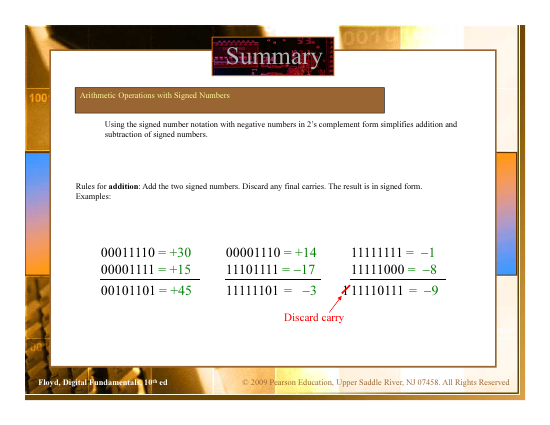 Summary
Arithmetic Operations with Signed Numbers
Using the signed number notation with negative numbers in 2's complement form simplifies addition and
subtraction of signed numbers.
Rules for addition: Add the two signed numbers. Discard any final carries. The result is in signed form.
Examples:
00011110 = +30
00001111 = +15
00101101 = +45
00001110 = +14
11101111 = –17
11111101 = –3
11111111 = –1
11111000 = –8
1 11110111 = –9
Discard carry
Floyd, Digital Fundamentals, 10th ed
© 2009 Pearson Education, Upper Saddle River, NJ 07458. All Rights Reserved